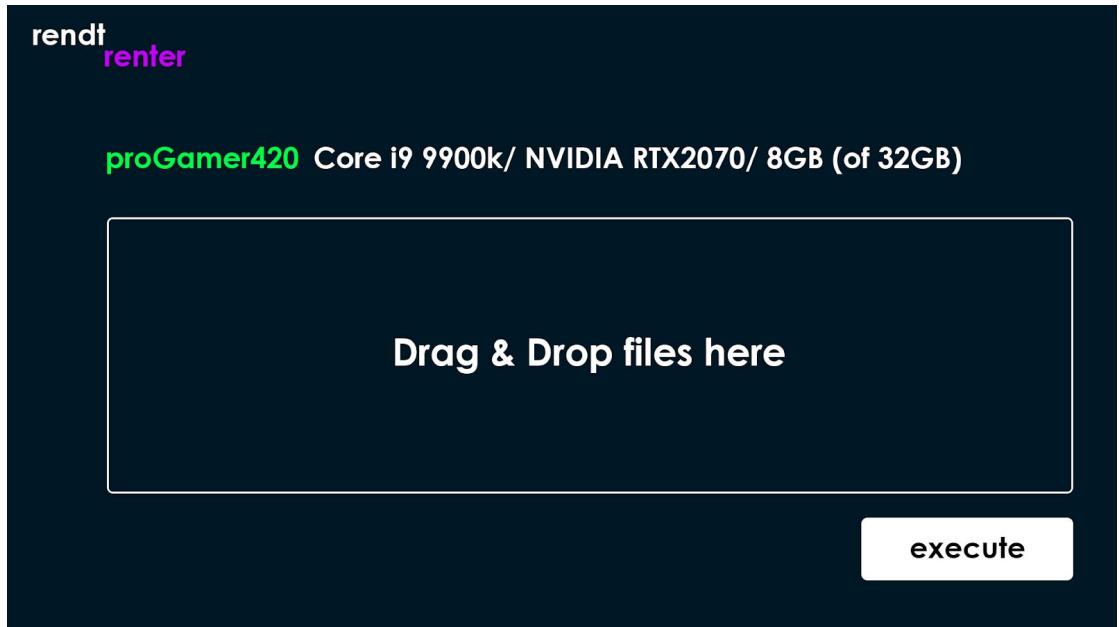 rendt
renter
proGamer420 Core i9 9900k/ NVIDIA RTX2070/ 8GB (of 32GB)
Drag & Drop files here
execute